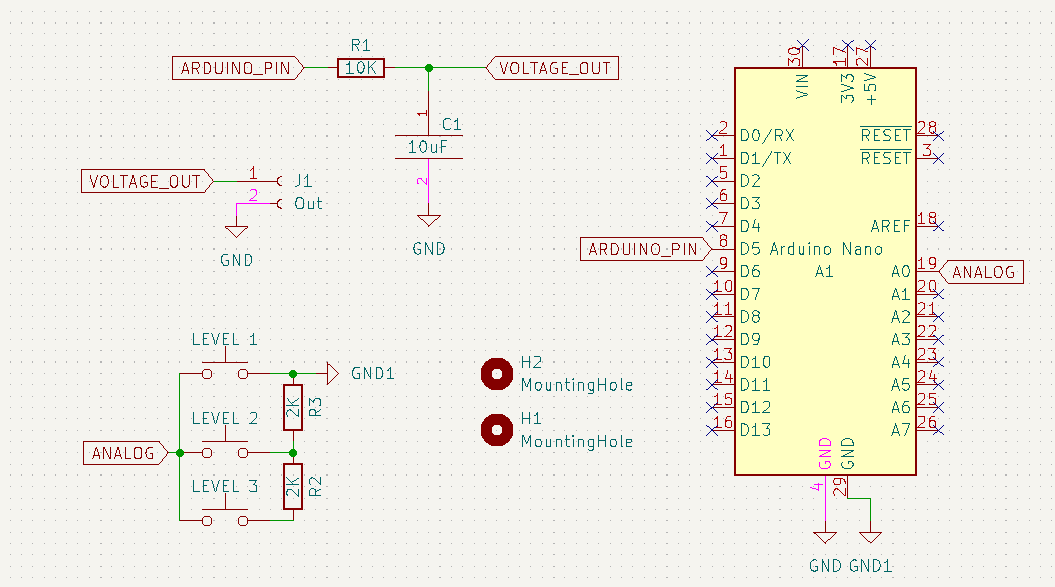 R1
ARDUINO_PIN
10K
VOLTAGE_OUT
1
C1
10uF
2
GND
VOLTAGE_OUT
1
J1
2
Out
GND
LEVEL 1
GND1
2K
R3
LEVEL 2
ANALOG
LEVEL 3
2K
R2
H2
MountingHole
H1
MountingHole
30
17
27
VIN
3V3
+5V
2 D0/RX
RESET 28
1 D1/TX
RESET 3
5 D2
6 D3
7 D4
AREF 18
ARDUINO_PIN
8 D5
Arduino Nano
9 D6
A1
A0 19
ANALOG
10 D7
A1 20
11 D8
A2 21
12 D9
A3 22
13 D10
A4 23
14 D11
A5 24
15 D12
A6 25
16 D13
A7 26
GND
GND
4
29
GND
GND1